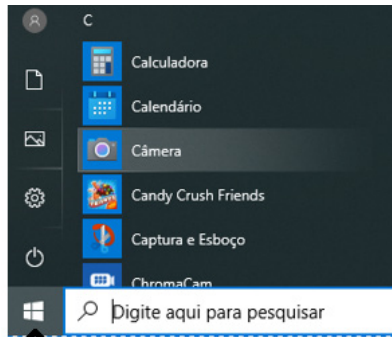 C
Calculadora
Calendário
Câmera
Candy Crush Friends
Captura e Esboço
ChromaCam
Digite aqui para pesquisar